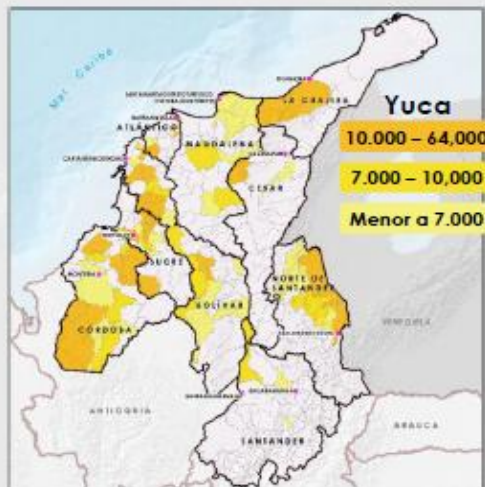 Mar Caribe
LA GUAJIRA
Yuca
10.000 – 64,000
7.000 – 10,000
Menor a 7.000
ATLÁNTICO
MAGDALENA
CESAR
SUCRE
NORTE DE
SANTANDER
BOLÍVAR
CÓRDOBA
VENEZUELA
ANTIOQUIA
SANTANDER
ARAUCA